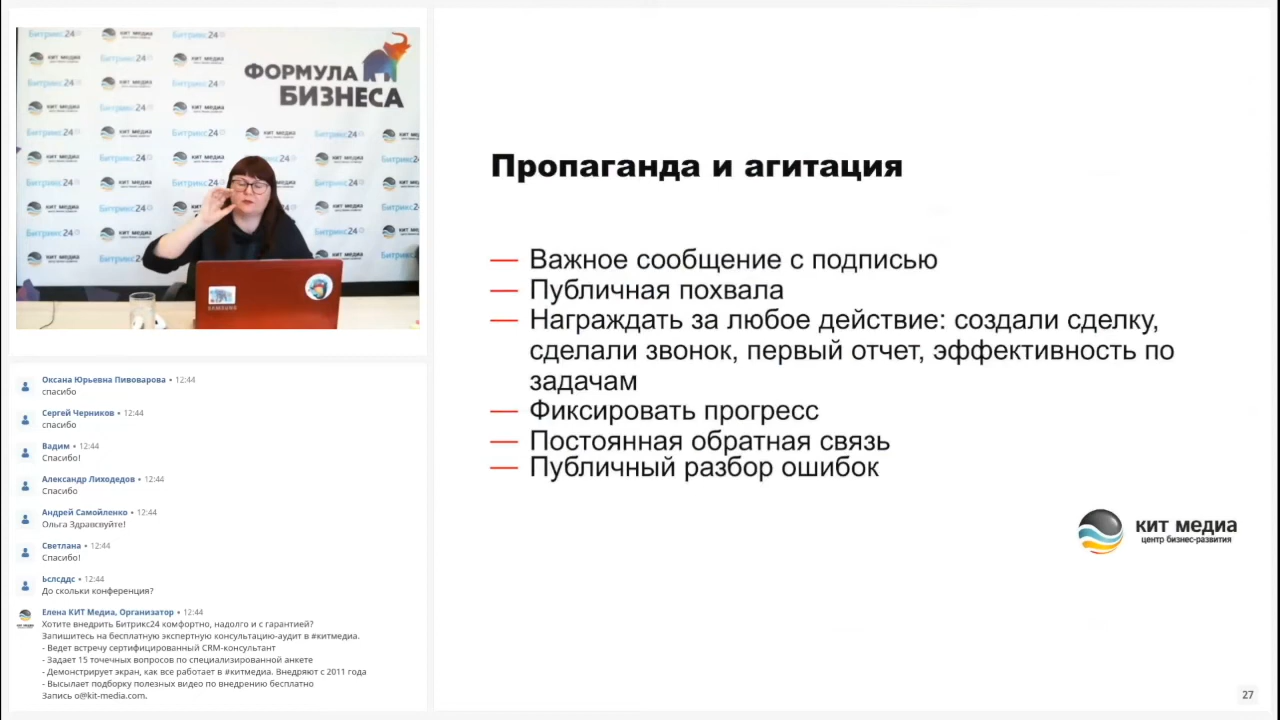 ФОРМУЛА
БИЗНЕСА
Битрикс24
кит медиа
SAMSUNG
Оксана Юрьевна Пивоварова • 12:44
спасибо
Сергей Черников • 12:44
спасибо
Вадим • 12:44
Спасибо!
Александр Лиходедов • 12:44
Спасибо
Андрей Самойленко • 12:44
Ольга Здравсвуйте!
Светлана • 12:44
Спасибо!
Ьспсддс • 12:44
До скольки конференция?
Елена КИТ Медиа, Организатор • 12:44
Хотите внедрить Битрикс24 комфортно, надолго и с гарантией?
Запишитесь на бесплатную экспертную консультацию-аудит в #китмедиа.
- Ведет встречу сертифицированный CRM-консультант
- Задает 15 точечных вопросов по специализированной анкете
- Демонстрирует экран, как все работает в #китмедиа. Внедряют с 2011 года
- Высылает подборку полезных видео по внедрению бесплатно
Запись o@kit-media.com.
Пропаганда и агитация
— Важное сообщение с подписью
— Публичная похвала
— Награждать за любое действие: создали сделку,
сделали звонок, первый отчет, эффективность по
задачам
— Фиксировать прогресс
— Постоянная обратная связь
— Публичный разбор ошибок
кит медиа
центр бизнес-развития
27